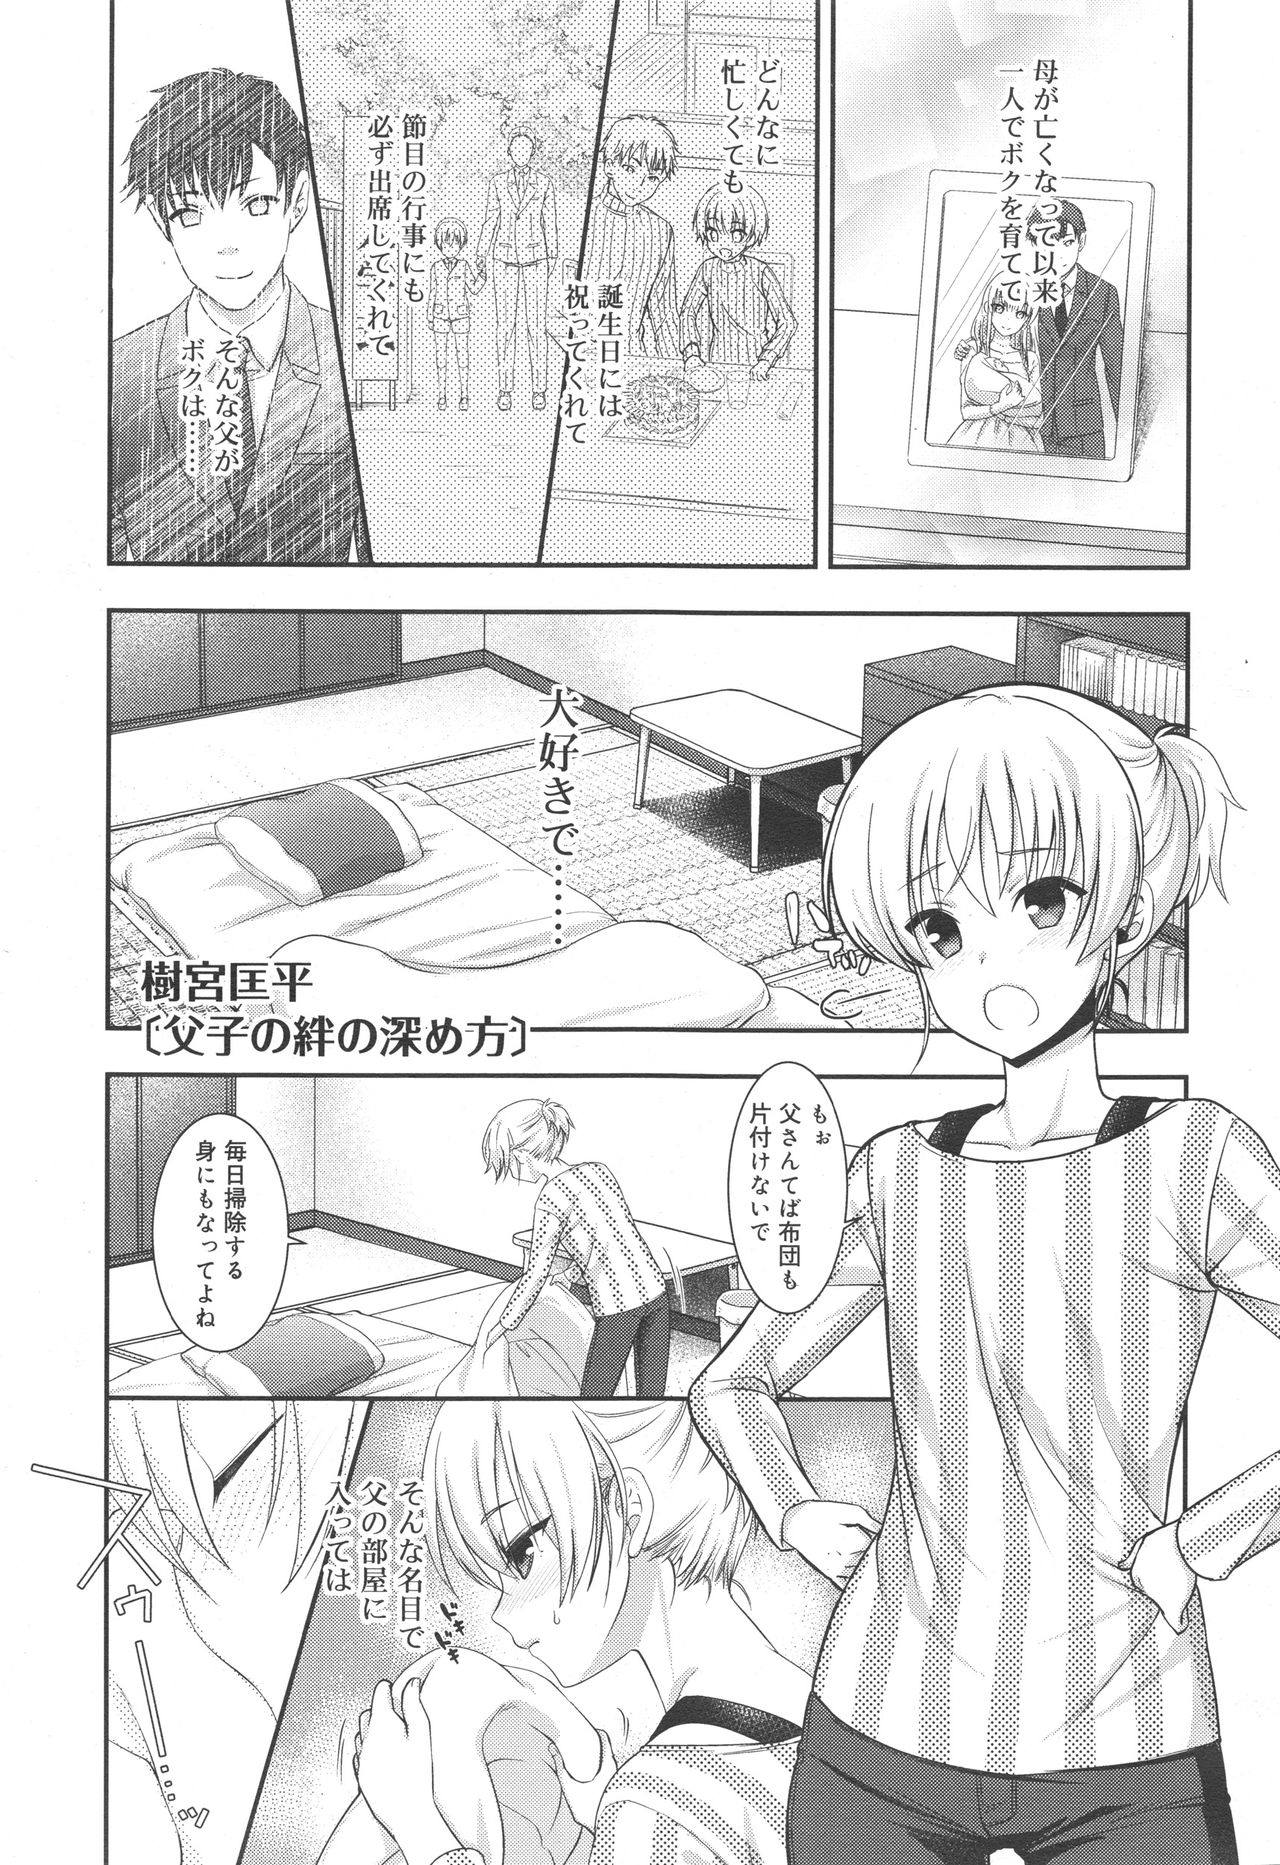 母が亡くなって以来
一人でボクを育てて
どんなに
忙しくても
誕生日には
祝ってくれて
節目の行事にも
必ず出席してくれて
そんな父が
ボクは……
大好きで……
樹宮匡平
〔父子の絆の深め方〕
もぉ
父さんてば布団も
片付けないで
毎日掃除する
身にもなってよね
そんな名目で
父の部屋に
入っては
ドキ
ドキ
スゥ……ッ